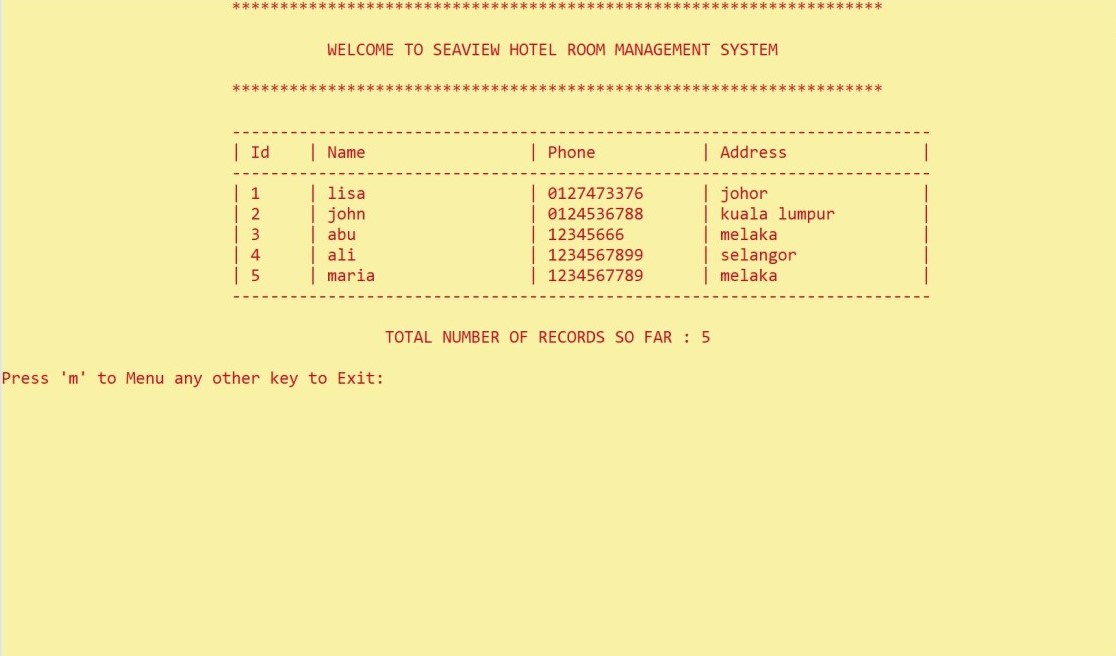 ********************************************************************
WELCOME TO SEAVIEW HOTEL ROOM MANAGEMENT SYSTEM
********************************************************************
-------------------------------------------------------------------------
| Id    | Name                 | Phone           | Address              |
-------------------------------------------------------------------------
| 1     | lisa                 | 0127473376      | johor                |
| 2     | john                 | 0124536788      | kuala lumpur         |
| 3     | abu                  | 12345666        | melaka               |
| 4     | ali                  | 1234567899      | selangor             |
| 5     | maria                | 1234567789      | melaka               |
-------------------------------------------------------------------------
TOTAL NUMBER OF RECORDS SO FAR : 5
Press 'm' to Menu any other key to Exit: